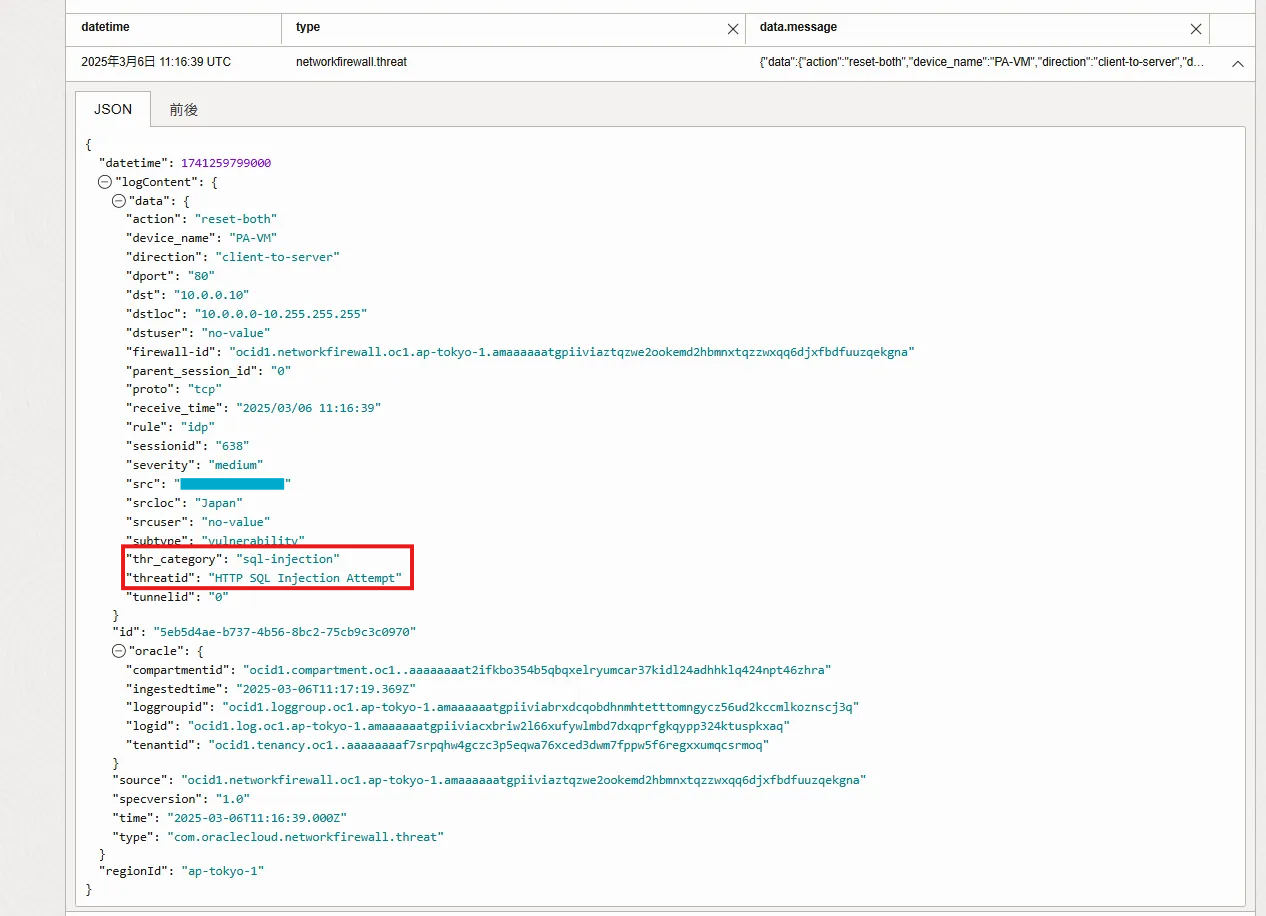 datetime type data.message
2025年3月6日 11:16:39 UTC networkfirewall.threat {"data":{"action":"reset-both","device_name":"PA-VM","direction":"client-to-server","d...
JSON 前後
{
"datetime": 1741259799000
"logContent": {
"data": {
"action": "reset-both"
"device_name": "PA-VM"
"direction": "client-to-server"
"dport": "80"
"dst": "10.0.0.10"
"dstloc": "10.0.0.0-10.255.255.255"
"dstuser": "no-value"
"firewall-id": "ocid1.networkfirewall.oc1.ap-tokyo-1.amaaaaaatgpiiviaztqzwe2ookemd2hbmnxtqzzwxqq6djxfbdfuuzqekgna"
"parent_session_id": "0"
"proto": "tcp"
"receive_time": "2025/03/06 11:16:39"
"rule": "idp"
"sessionid": "638"
"severity": "medium"
"src": ""
"srcloc": "Japan"
"srcuser": "no-value"
"subtype": "vulnerability"
"thr_category": "sql-injection"
"threatid": "HTTP SQL Injection Attempt"
"tunnelid": "0"
}
"id": "5eb5d4ae-b737-4b56-8bc2-75cb9c3c0970"
"oracle": {
"compartmentid": "ocid1.compartment.oc1..aaaaaaaat2ifkbo354b5qbqxelryumcar37kidl24adhhklq424npt46zhra"
"ingestedtime": "2025-03-06T11:17:19.369Z"
"loggroupid": "ocid1.loggroup.oc1.ap-tokyo-1.amaaaaaatgpiiviabrxdcqobdhnmhtetttomngycz56ud2kccmlkoznscj3q"
"logid": "ocid1.log.oc1.ap-tokyo-1.amaaaaaatgpiiviacxbriw2l66xufywlmbd7dxqprfgkqypp324ktuspkxaq"
"tenantid": "ocid1.tenancy.oc1..aaaaaaaaf7srpqhw4gczc3p5eqwa76xced3dwm7fppw5f6regxxumqcsrmoq"
}
"source": "ocid1.networkfirewall.oc1.ap-tokyo-1.amaaaaaatgpiiviaztqzwe2ookemd2hbmnxtqzzwxqq6djxfbdfuuzqekgna"
"specversion": "1.0"
"time": "2025-03-06T11:16:39.000Z"
"type": "com.oraclecloud.networkfirewall.threat"
}
"regionId": "ap-tokyo-1"
}